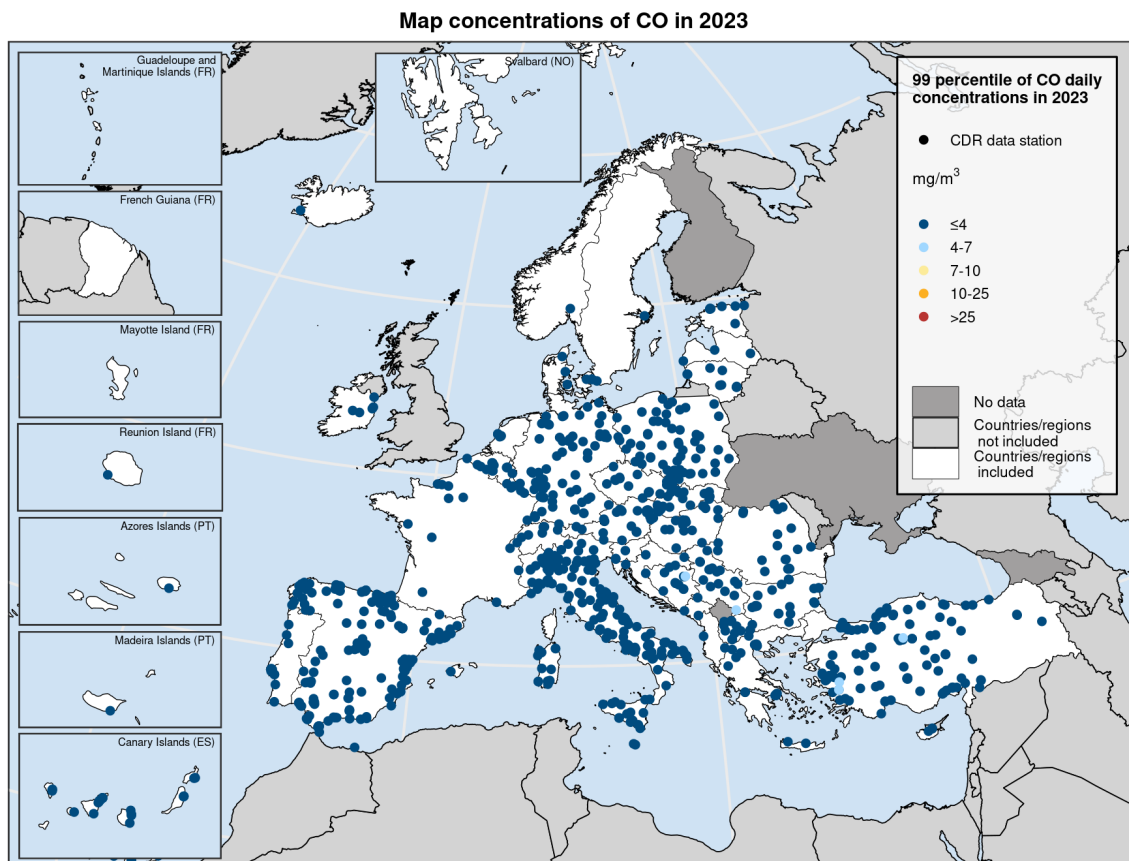 Map concentrations of CO in 2023
Guadeloupe and
Martinique Islands (FR)
Svalbard (NO)
French Guiana (FR)
Mayotte Island (FR)
Reunion Island (FR)
Azores Islands (PT)
Madeira Islands (PT)
Canary Islands (ES)
99 percentile of CO daily
concentrations in 2023
CDR data station
mg/m³
≤4
4-7
7-10
10-25
>25
No data
Countries/regions
not included
Countries/regions
included